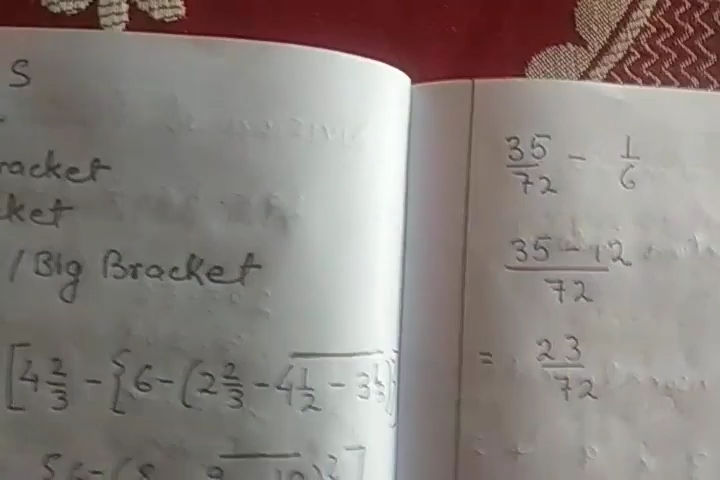 S
racket
ket
/ Big Bracket
[4 2/3 - {6 - (2 2/3 - 4 1/2 - 3 1/3)}]
35/72 - 1/6
35 - 12/72
= 23/72